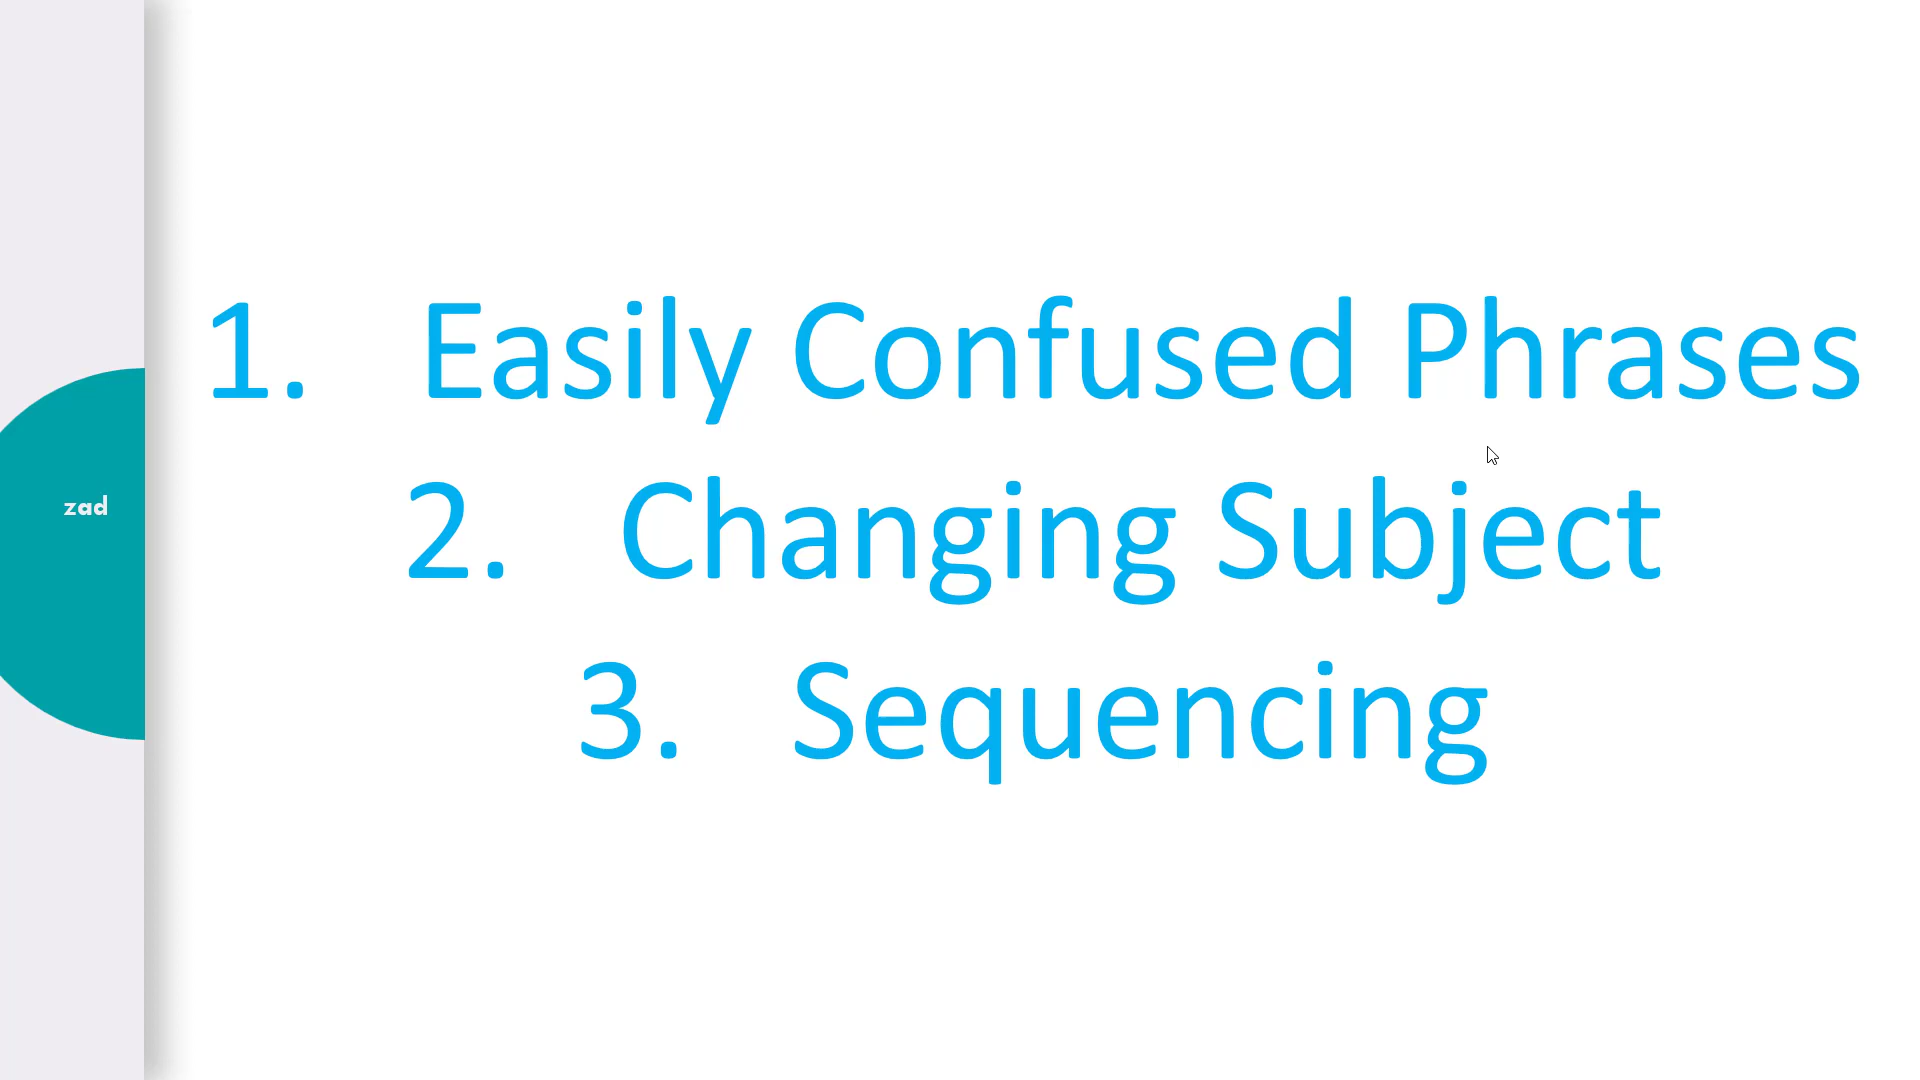 1. Easily Confused Phrases
2. Changing Subject
3. Sequencing
zad